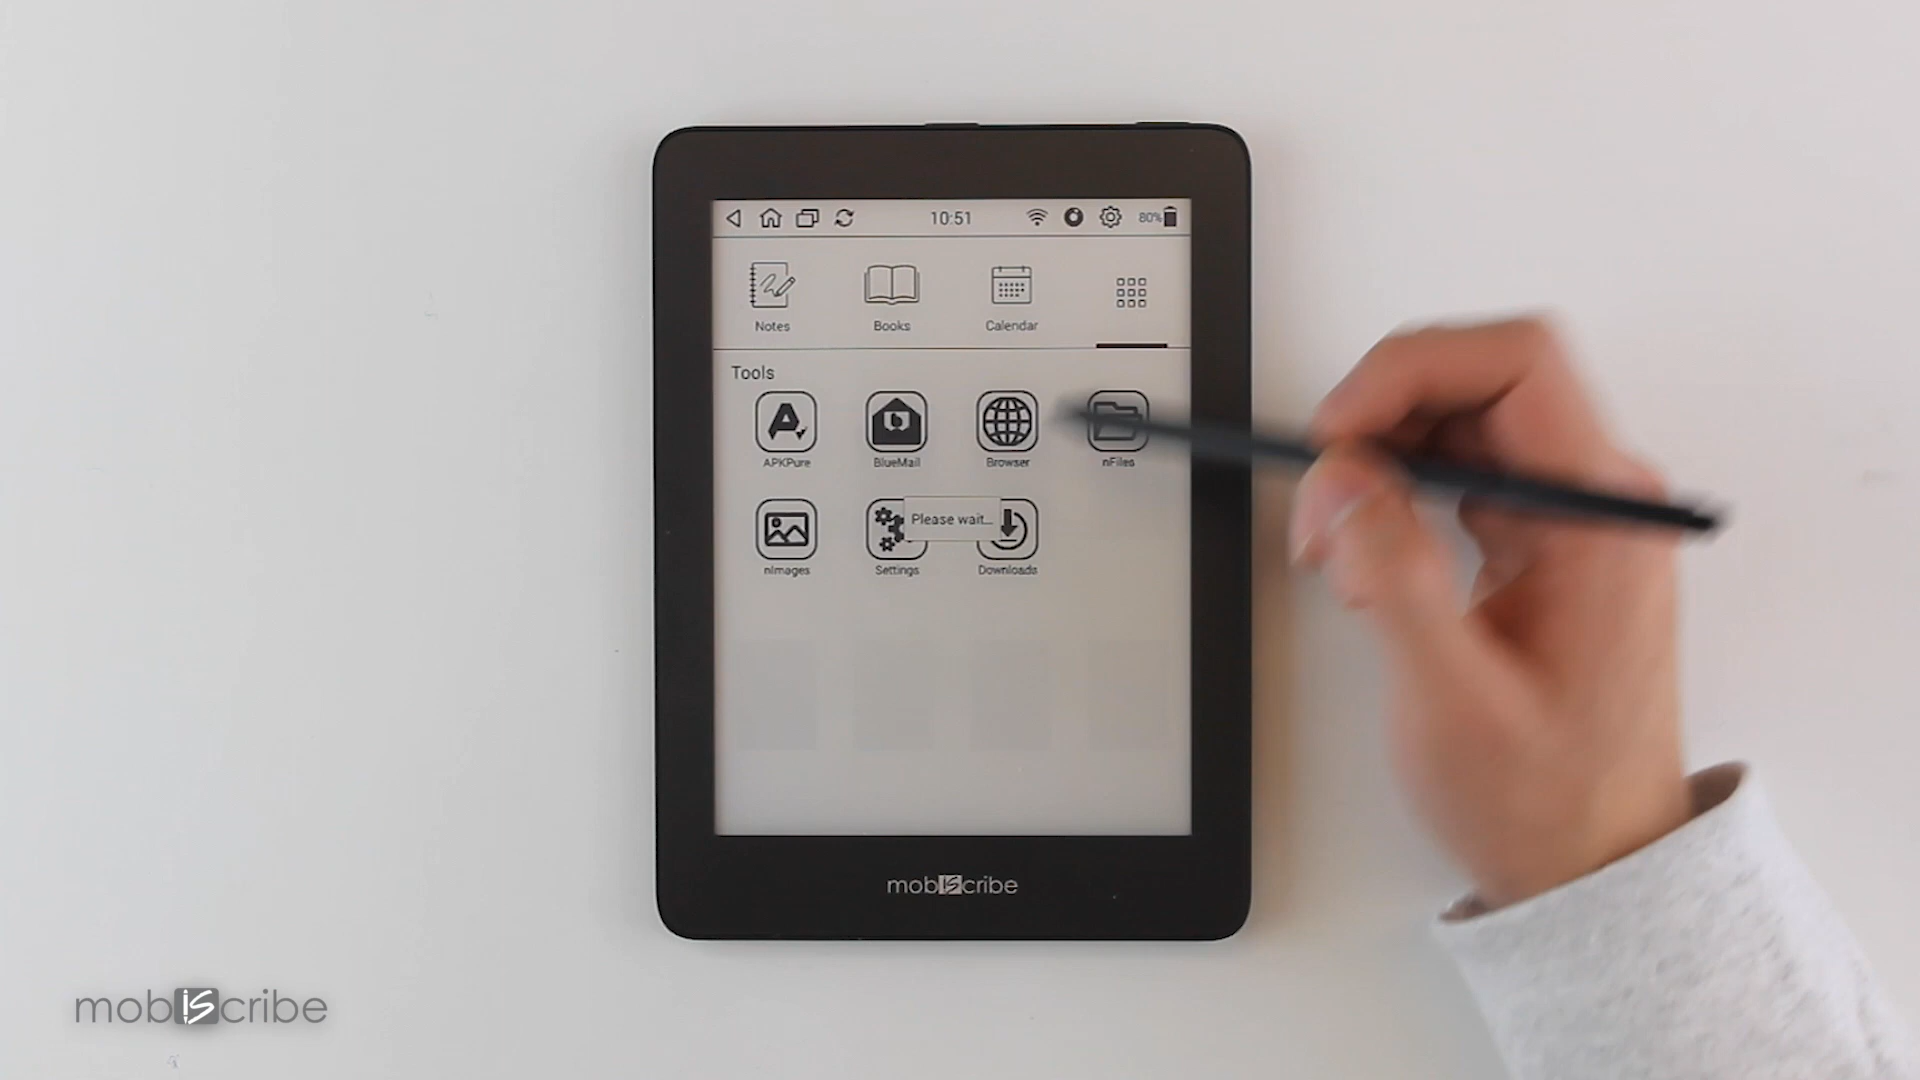 10:51 80%
Notes Books Calendar
Tools
APKPure BlueMail Browser nFiles
Please wait...
nImages Settings Downloads
mobiscribe
mobiscribe